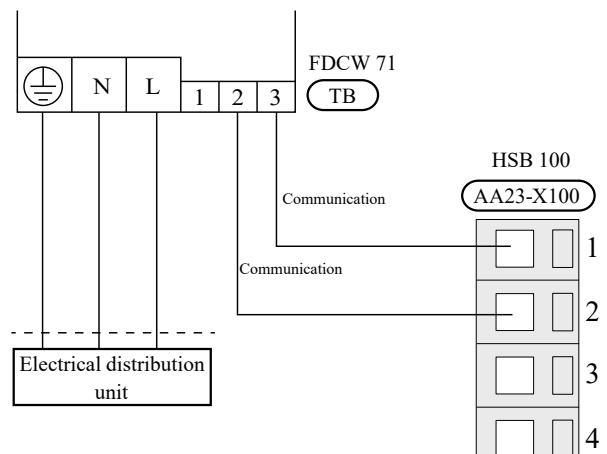 FDCW 71
N L 1 2 3 TB
HSB 100
Communication
AA23-X100
1
Communication
2
Electrical distribution
unit
3
4